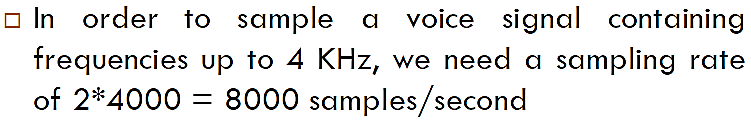 □ In order to sample a voice signal containing
frequencies up to 4 KHz, we need a sampling rate
of 2*4000 = 8000 samples/second